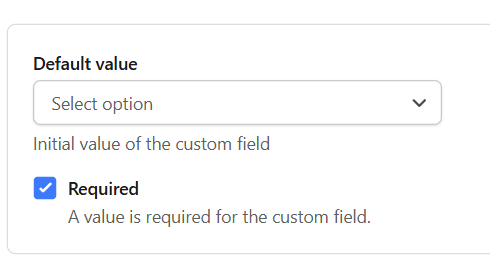 Default value
Select option
Initial value of the custom field
Required
A value is required for the custom field.